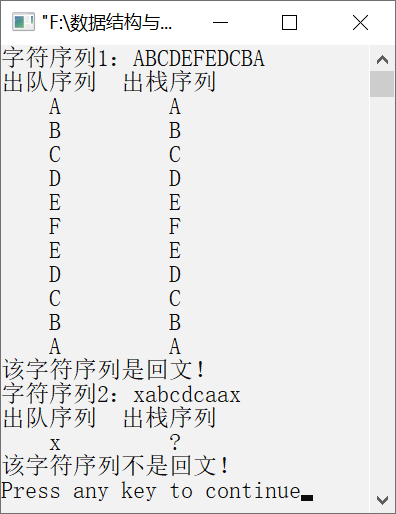 "F:\数据结构与...
字符序列1：ABCDEFEDCBA
出队序列 出栈序列
A A
B B
C C
D D
E E
F F
E E
D D
C C
B B
A A
该字符序列是回文！
字符序列2：xabcdcaax
出队序列 出栈序列
x ?
该字符序列不是回文！
Press any key to continue